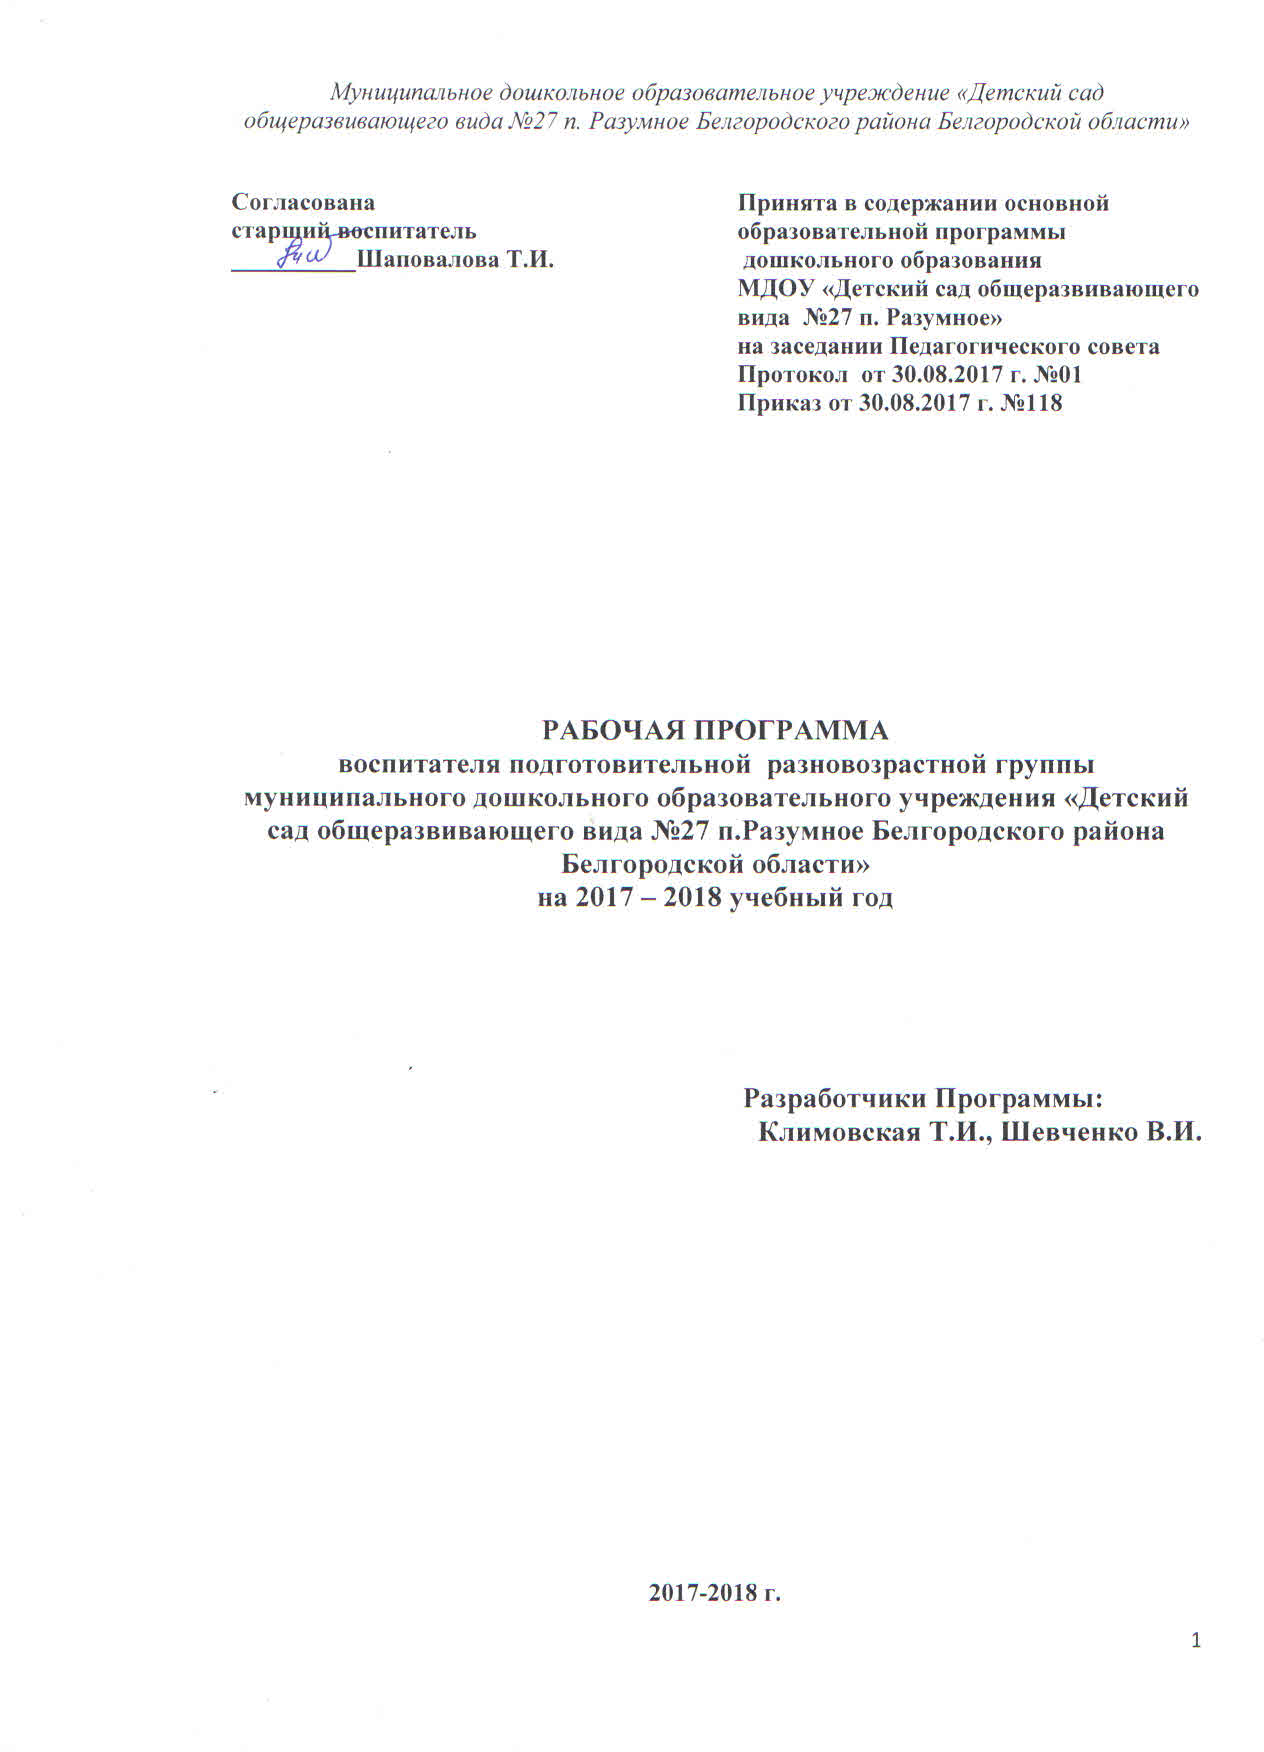 Муниципальное дошкольное образовательное учреждение «Детский сад
общеразвивающего вида №27 п. Разумное Белгородского района Белгородской области»
Согласована
старщий воспитатель
__________Шаповалова Т.И.
Принята в содержании основной
образовательной программы
дошкольного образования
МДОУ «Детский сад общеразвивающего
вида №27 п. Разумное»
на заседании Педагогического совета
Протокол от 30.08.2017 г. №01
Приказ от 30.08.2017 г. №118
РАБОЧАЯ ПРОГРАММА
воспитателя подготовительной разновозрастной группы
муниципального дошкольного образовательного учреждения «Детский
сад общеразвивающего вида №27 п.Разумное Белгородского района
Белгородской области»
на 2017 – 2018 учебный год
Разработчики Программы:
Климовская Т.И., Шевченко В.И.
2017-2018 г.
1